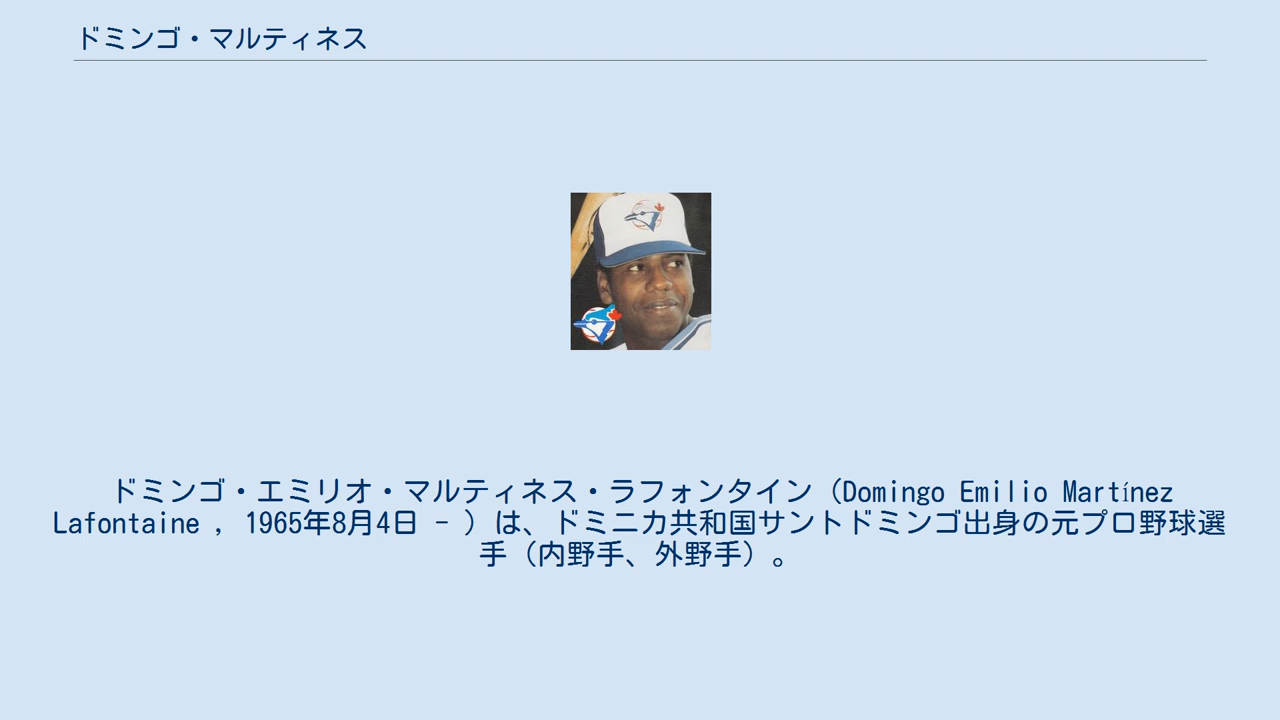 ドミンゴ・マルティネス
ドミンゴ・エミリオ・マルティネス・ラフォンタイン（Domingo Emilio Martínez
Lafontaine , 1965年8月4日 - ）は、ドミニカ共和国サントドミンゴ出身の元プロ野球選
手（内野手、外野手）。